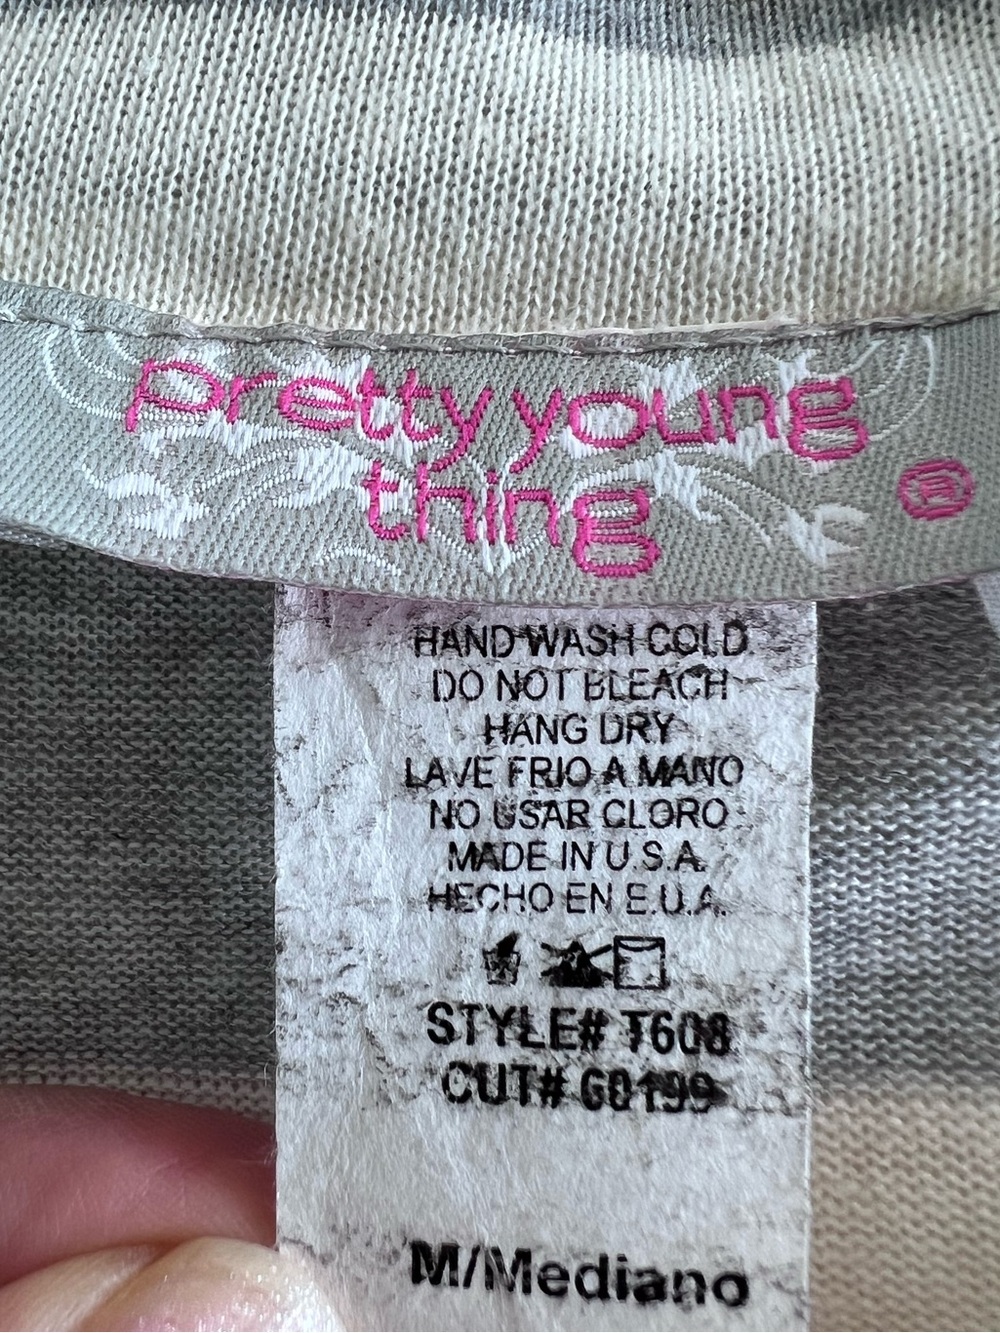 pretty young
thing ®
HAND WASH COLD
DO NOT BLEACH
HANG DRY
LAVE FRIO A MANO
NO USAR CLORO
MADE IN U.S.A.
HECHO EN E.U.A.
STYLE# T608
CUT# 60199
M/Mediano